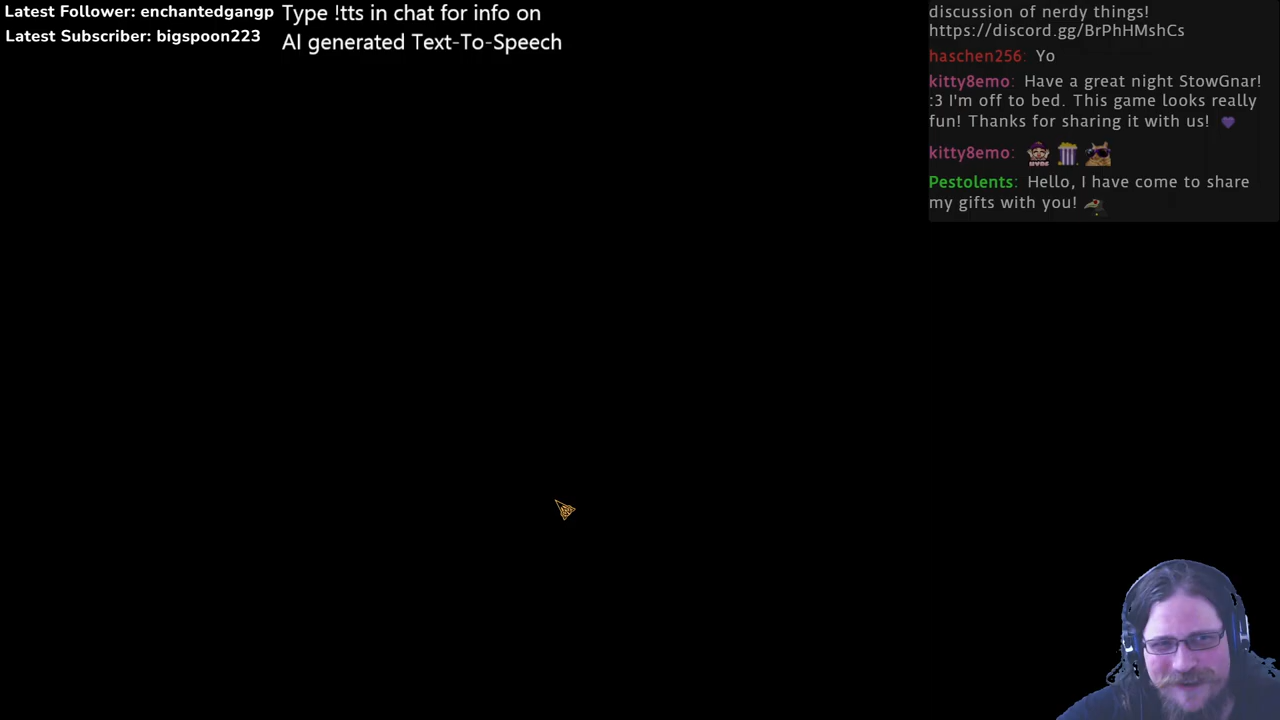 Latest Follower: enchantedgangp
Latest Subscriber: bigspoon223
Type !tts in chat for info on
AI generated Text-To-Speech
discussion of nerdy things!
https://discord.gg/BrPhHMshCs
haschen256: Yo
kitty8emo: Have a great night StowGnar!
:3 I'm off to bed. This game looks really
fun! Thanks for sharing it with us! 💜
kitty8emo:
Pestolents: Hello, I have come to share
my gifts with you!